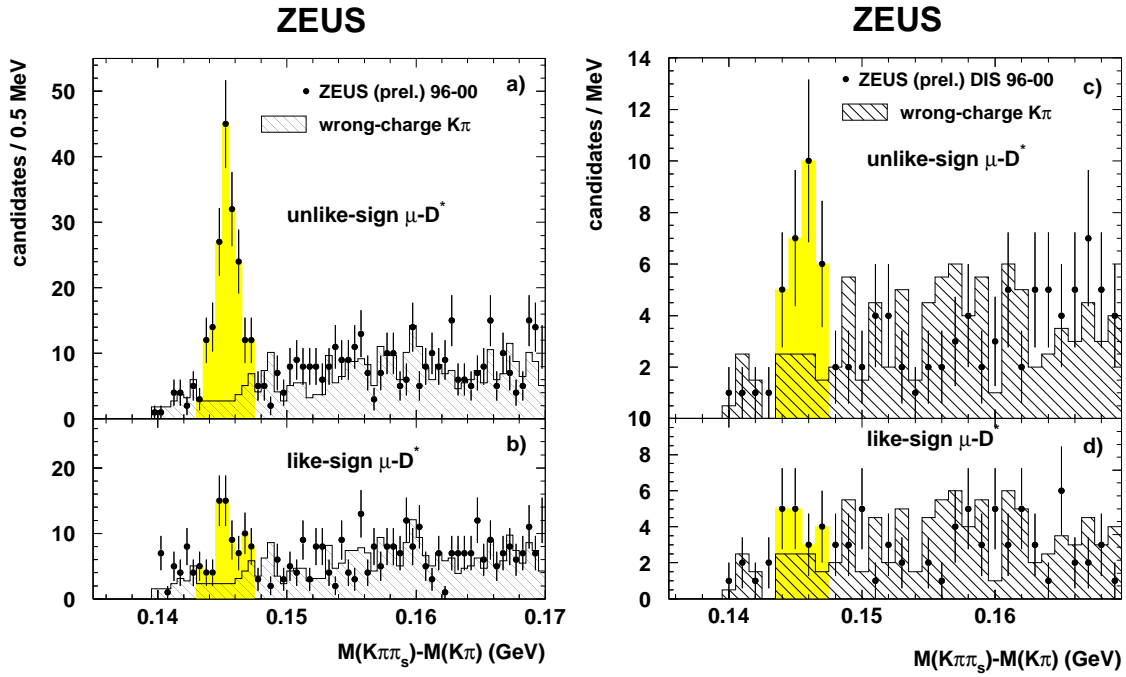 ZEUS
candidates / 0.5 MeV
50
40
30
20
10
0
a)
ZEUS (prel.) 96-00
wrong-charge Kπ
unlike-sign μ-D*
20
10
0
b)
like-sign μ-D*
0.14 0.15 0.16 0.17
M(Kππs)-M(Kπ) (GeV)
ZEUS
candidates / MeV
14
12
10
8
6
4
2
0
c)
ZEUS (prel.) DIS 96-00
wrong-charge Kπ
unlike-sign μ-D*
10
8
6
4
2
0
d)
like-sign μ-D*
0.14 0.15 0.16
M(Kππs)-M(Kπ) (GeV)